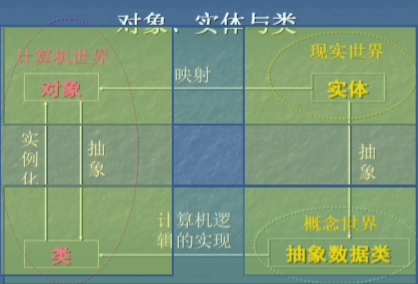 对象、实体与类
计算机世界
现实世界
对象
映射
实体
实例化
抽象
抽象
计算机逻
辑的实现
概念世界
类
抽象数据类